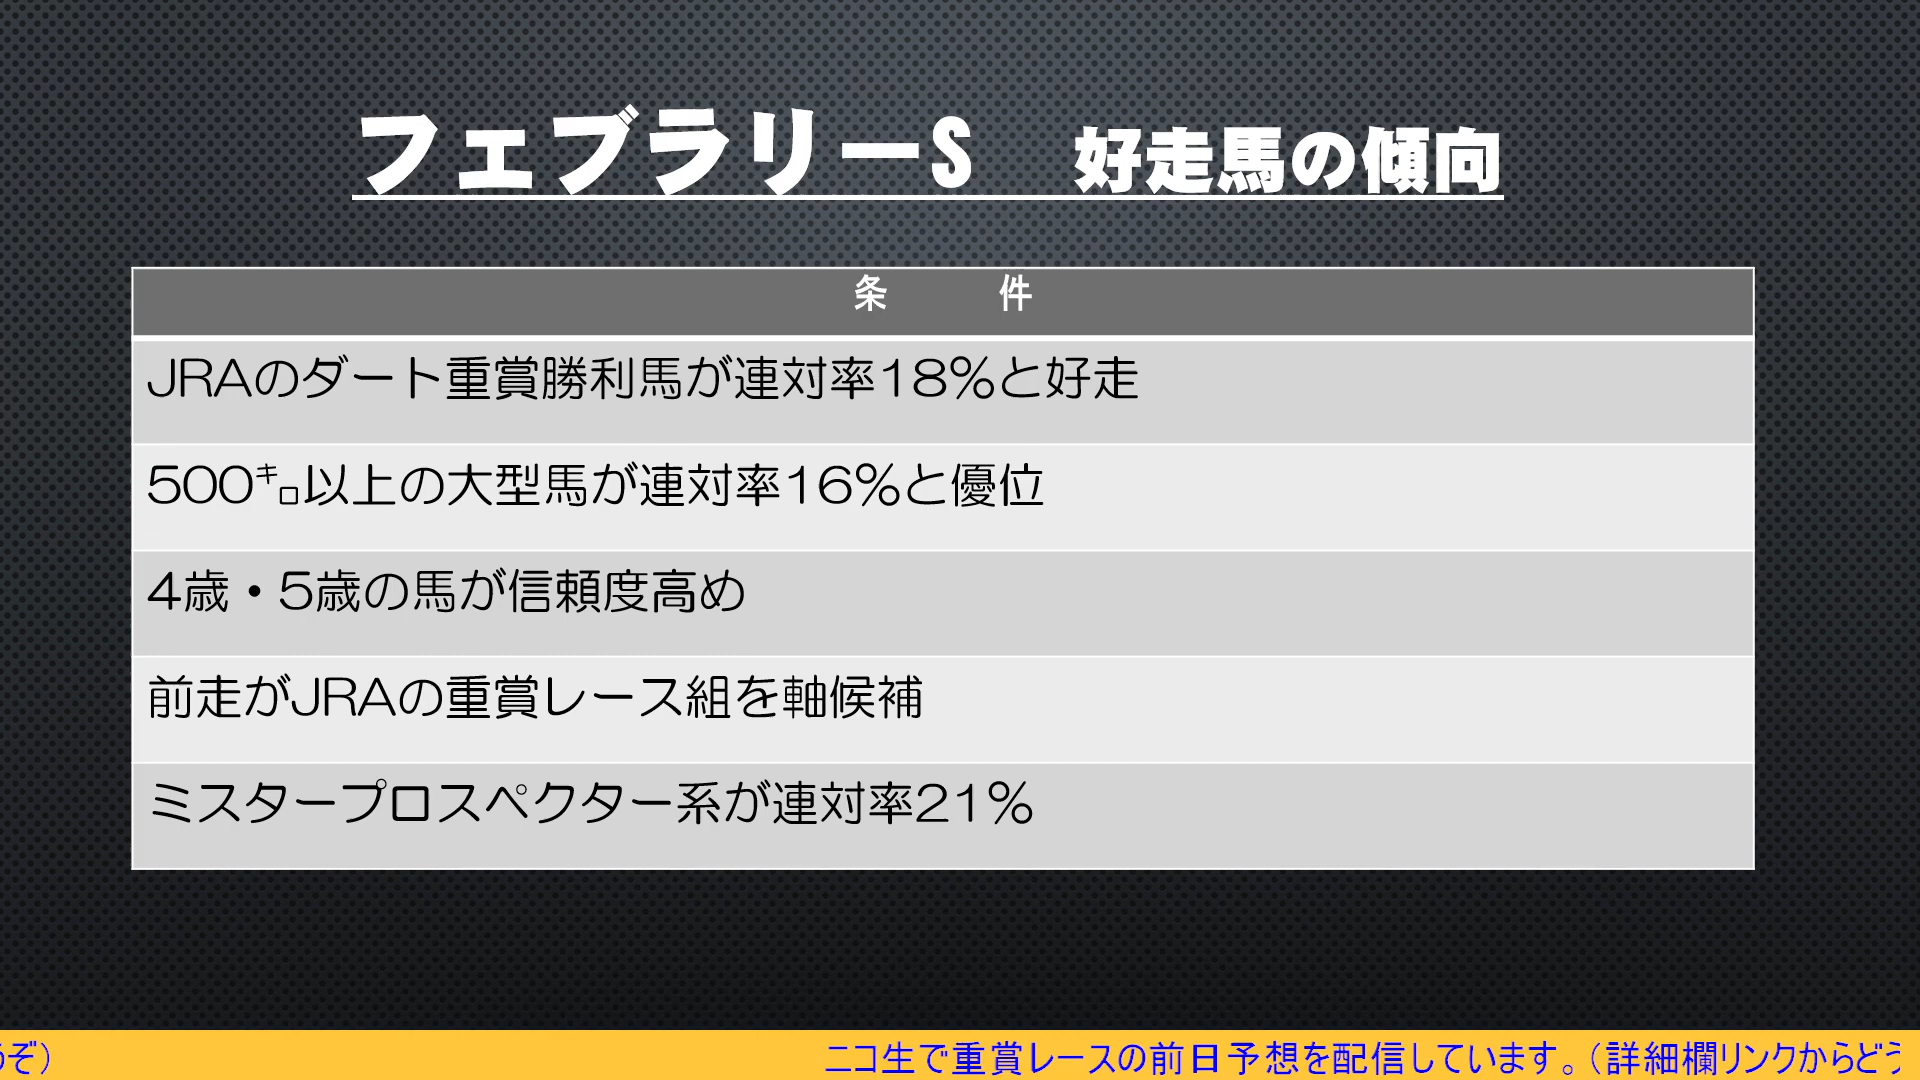 フェブラリーS　好走馬の傾向
条　　　件
JRAのダート重賞勝利馬が連対率18％と好走
500㌔以上の大型馬が連対率16％と優位
4歳・5歳の馬が信頼度高め
前走がJRAの重賞レース組を軸候補
ミスタープロスペクター系が連対率21％
うぞ）　　　ニコ生で重賞レースの前日予想を配信しています。（詳細欄リンクからどう